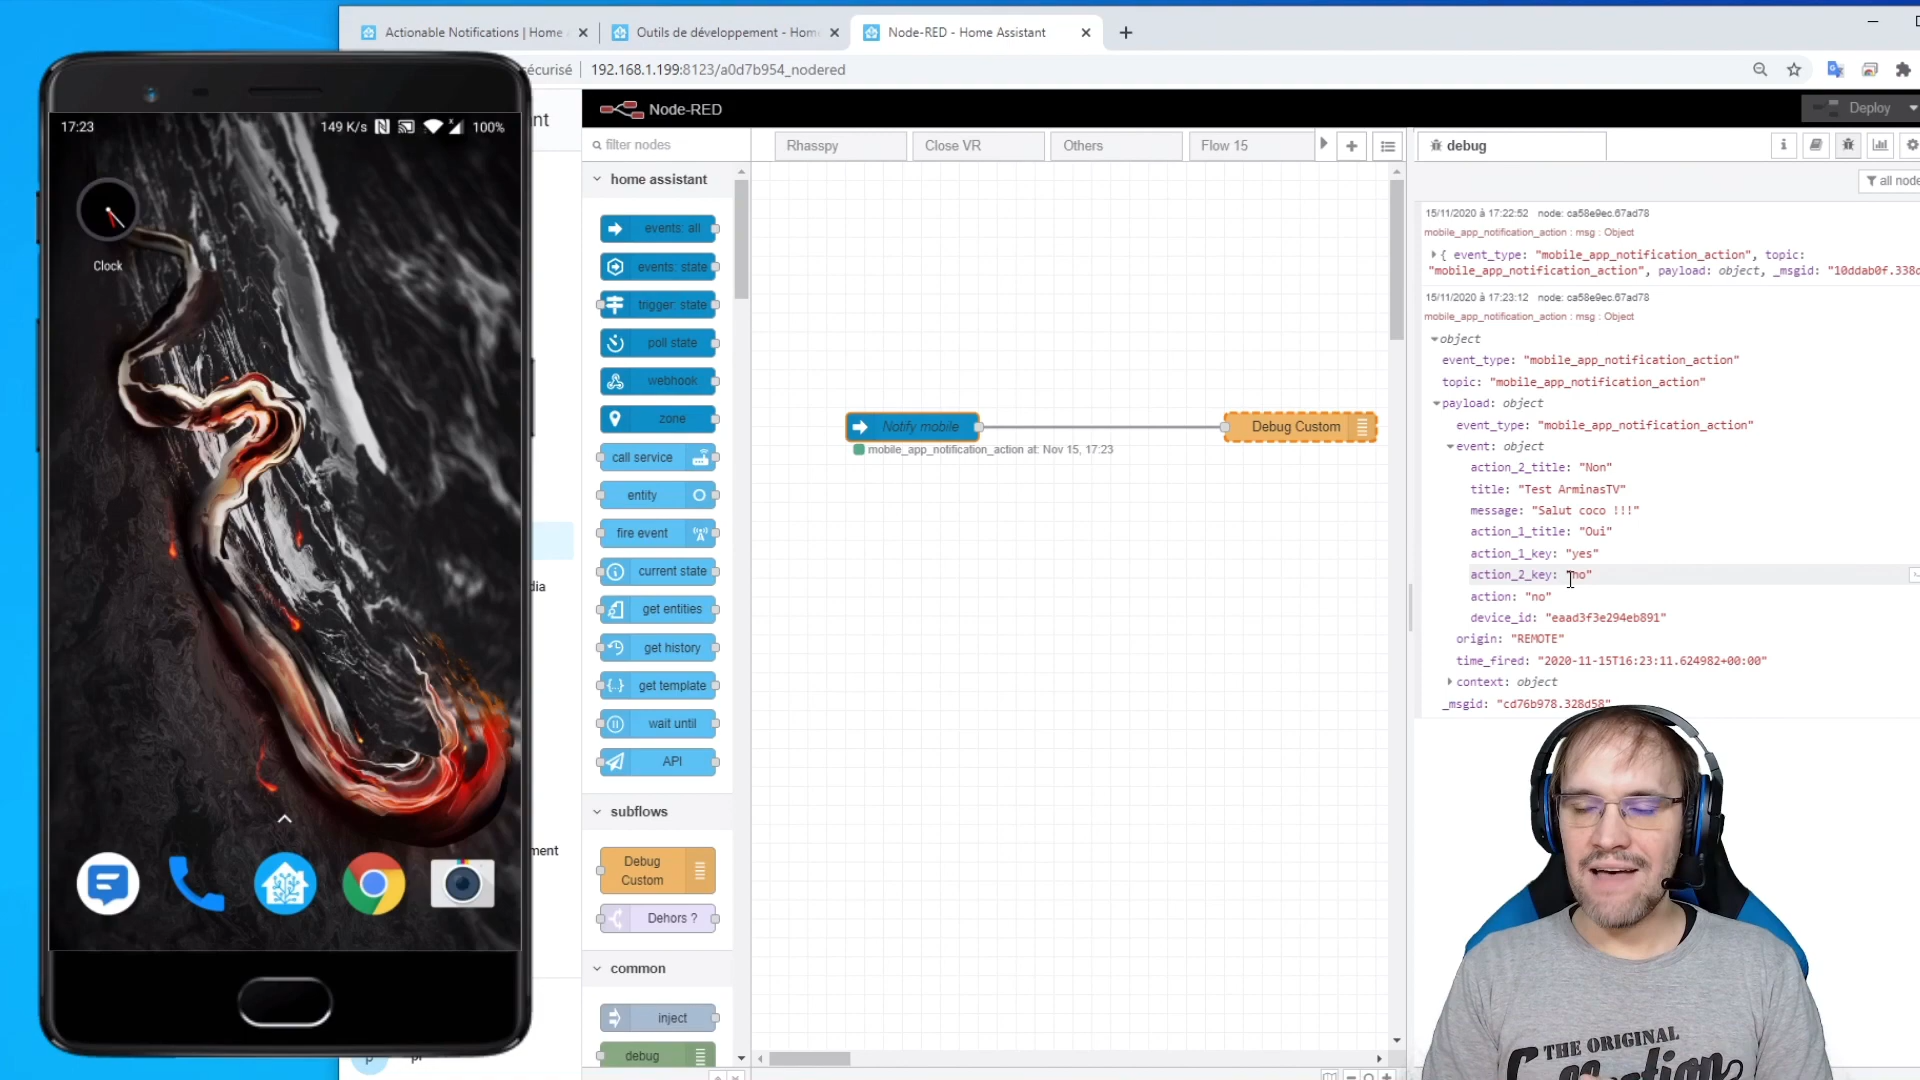 Actionable Notifications | Home
Outils de développement - Hom
Node-RED - Home Assistant
écurisé
192.168.1.199:8123/a0d7b954_nodered
17:23
149 K/s
100%
Clock
nt
dia
ment
Node-RED
Deploy
filter nodes
Rhasspy
Close VR
Others
Flow 15
debug
all node
home assistant
events: all
events: state
trigger: state
poll state
webhook
zone
call service
entity
fire event
current state
get entities
get history
get template
wait until
API
subflows
Debug
Custom
Dehors ?
common
inject
debug
Notify mobile
mobile_app_notification_action at: Nov 15, 17:23
Debug Custom
15/11/2020 à 17:22:52 node: ca58e9ec.67ad78
mobile_app_notification_action : msg : Object
{ event_type: "mobile_app_notification_action", topic:
"mobile_app_notification_action", payload: object, _msgid: "10ddab0f.338d
15/11/2020 à 17:23:12 node: ca58e9ec.67ad78
mobile_app_notification_action : msg : Object
object
event_type: "mobile_app_notification_action"
topic: "mobile_app_notification_action"
payload: object
event_type: "mobile_app_notification_action"
event: object
action_2_title: "Non"
title: "Test ArminasTV"
message: "Salut coco !!!"
action_1_title: "Oui"
action_1_key: "yes"
action_2_key: "no"
action: "no"
device_id: "eaad3f3e294eb891"
origin: "REMOTE"
time_fired: "2020-11-15T16:23:11.624982+00:00"
context: object
_msgid: "cd76b978.328d58"
THE ORIGINAL